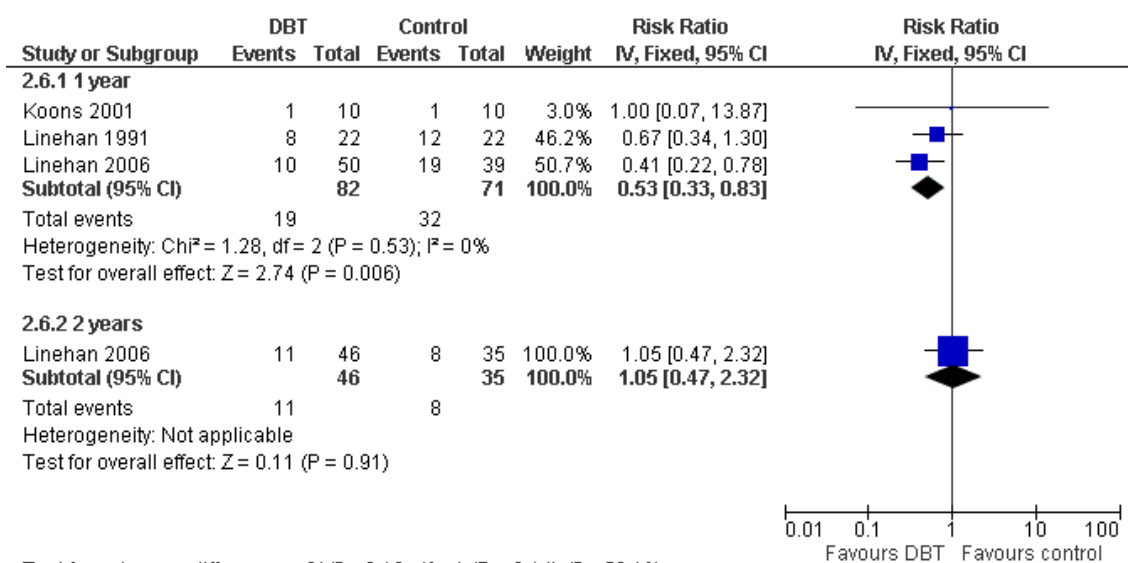 DBT Control Risk Ratio Risk Ratio
Study or Subgroup Events Total Events Total Weight IV, Fixed, 95% CI IV, Fixed, 95% CI
2.6.1 1 year
Koons 2001 1 10 1 10 3.0% 1.00 [0.07, 13.87]
Linehan 1991 8 22 12 22 46.2% 0.67 [0.34, 1.30]
Linehan 2006 10 50 19 39 50.7% 0.41 [0.22, 0.78]
Subtotal (95% CI) 82 71 100.0% 0.53 [0.33, 0.83]
Total events 19 32
Heterogeneity: Chi² = 1.28, df = 2 (P = 0.53); I² = 0%
Test for overall effect: Z = 2.74 (P = 0.006)
2.6.2 2 years
Linehan 2006 11 46 8 35 100.0% 1.05 [0.47, 2.32]
Subtotal (95% CI) 46 35 100.0% 1.05 [0.47, 2.32]
Total events 11 8
Heterogeneity: Not applicable
Test for overall effect: Z = 0.11 (P = 0.91)
0.01 0.1 1 10 100
Favours DBT Favours control